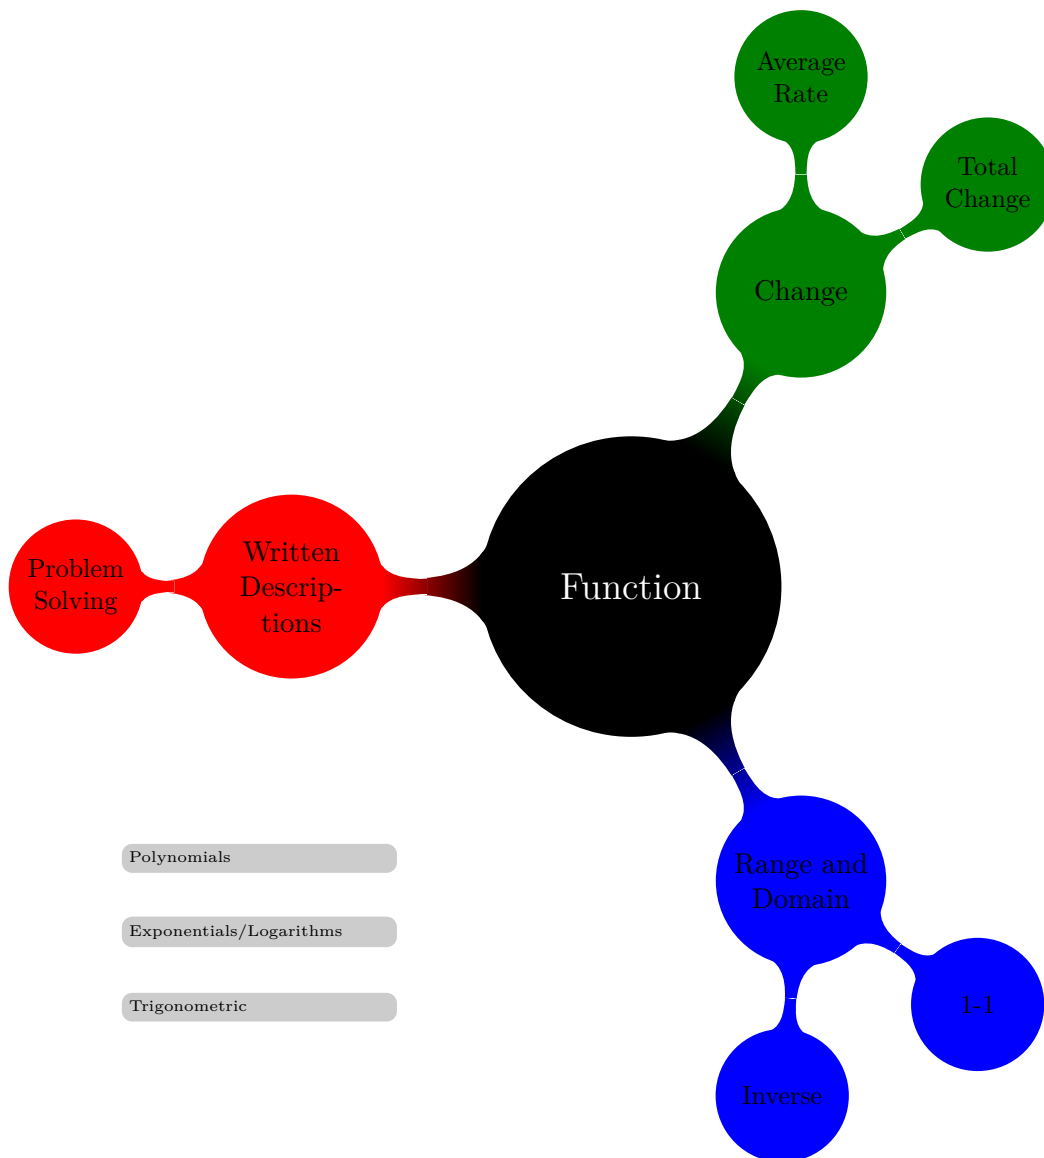 Average
Rate
Total
Change
Change
Written
Descrip-
tions
Problem
Solving
Function
Polynomials
Exponentials/Logarithms
Trigonometric
Range and
Domain
1-1
Inverse